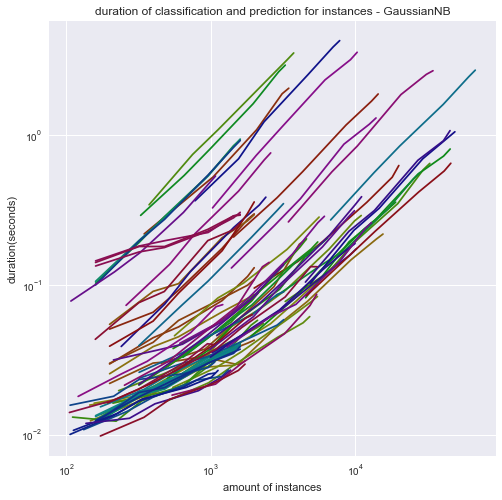 duration of classification and prediction for instances - GaussianNB
duration(seconds)
10⁰
10⁻¹
10⁻²
10² 10³ 10⁴
amount of instances